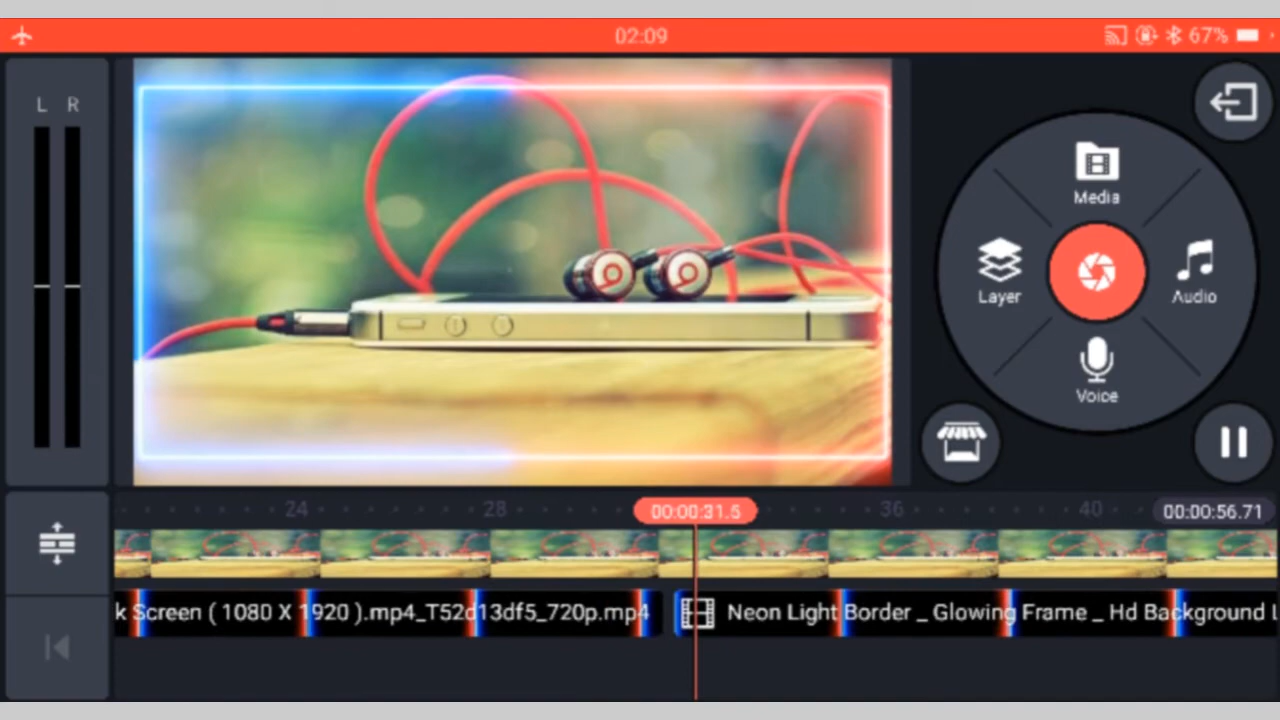 02:09
67%
L R
Media
Layer
Audio
Voice
24
28
00:00:31.5
36
40
00:00:56.71
k Screen ( 1080 X 1920 ).mp4_T52d13df5_720p.mp4
Neon Light Border _ Glowing Frame _ Hd Background